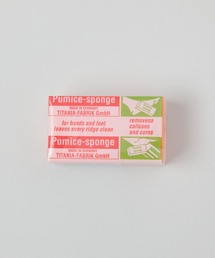 Pumice-sponge
MADE IN GERMANY
TITANIA-FABRIK GmbH
for hands and feet
leaves every ridge clean
removes
calluses
and corns
Pumice-sponge
MADE IN GERMANY
TITANIA-FABRIK GmbH